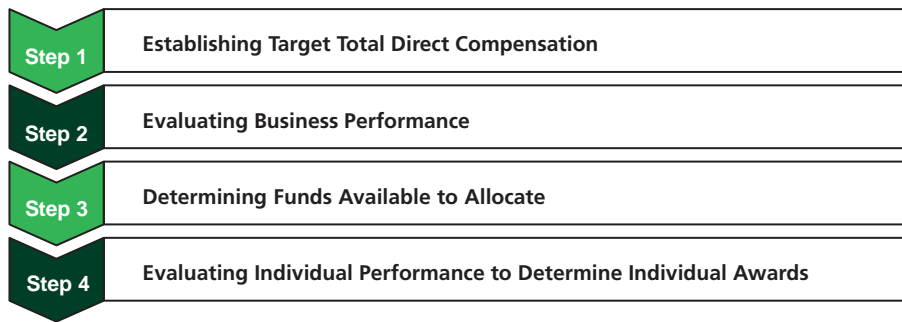 Step 1
Establishing Target Total Direct Compensation
Step 2
Evaluating Business Performance
Step 3
Determining Funds Available to Allocate
Step 4
Evaluating Individual Performance to Determine Individual Awards